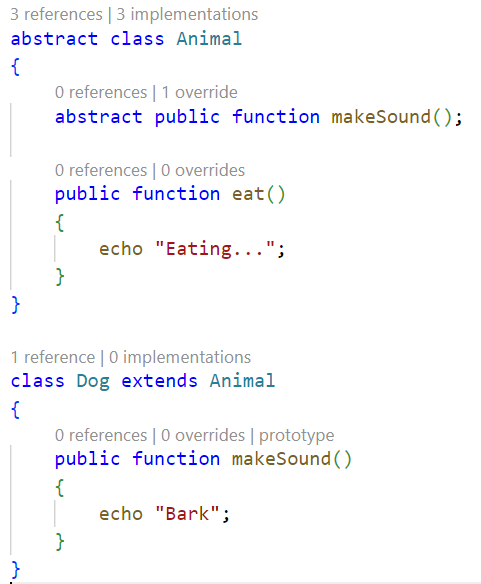 3 references | 3 implementations
abstract class Animal
{
0 references | 1 override
abstract public function makeSound();
0 references | 0 overrides
public function eat()
{
echo "Eating...";
}
}
1 reference | 0 implementations
class Dog extends Animal
{
0 references | 0 overrides | prototype
public function makeSound()
{
echo "Bark";
}
}